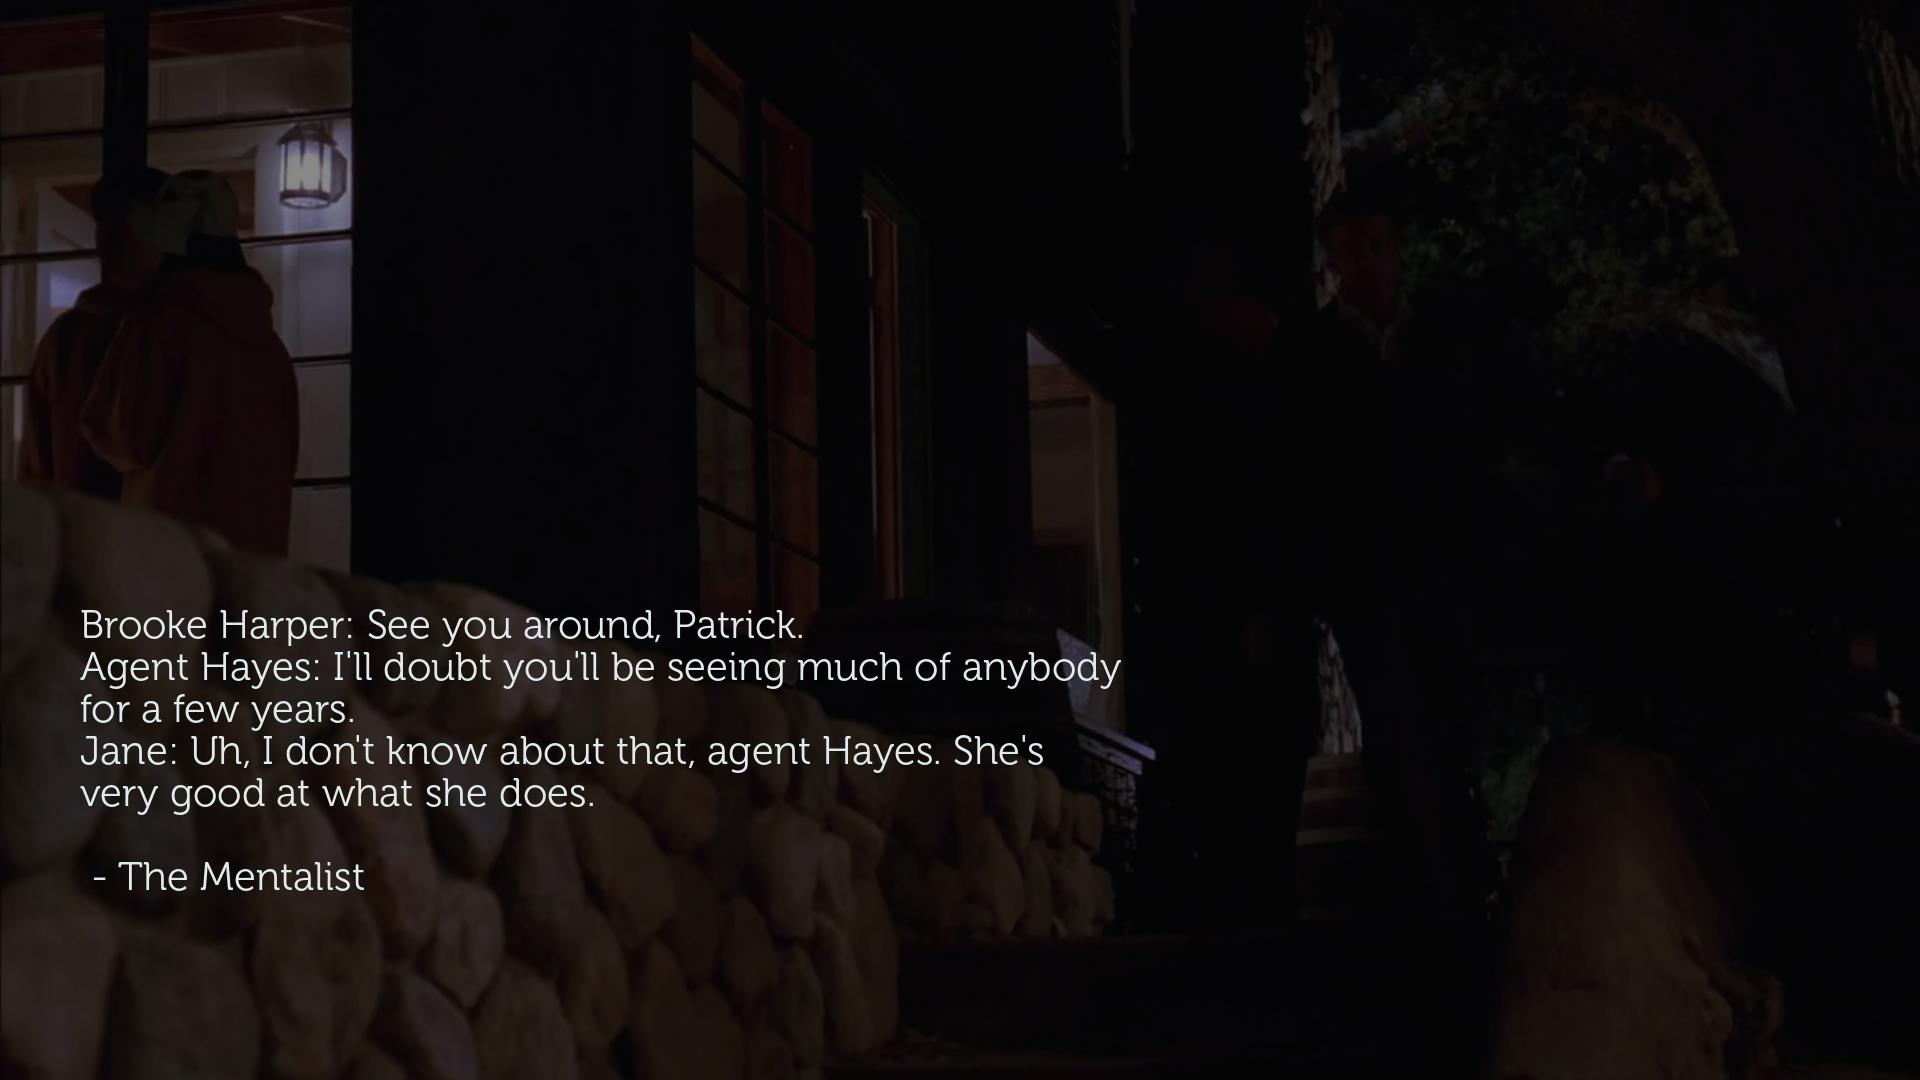 Brooke Harper: See you around, Patrick.
Agent Hayes: I'll doubt you'll be seeing much of anybody
for a few years.
Jane: Uh, I don't know about that, agent Hayes. She's
very good at what she does.
- The Mentalist